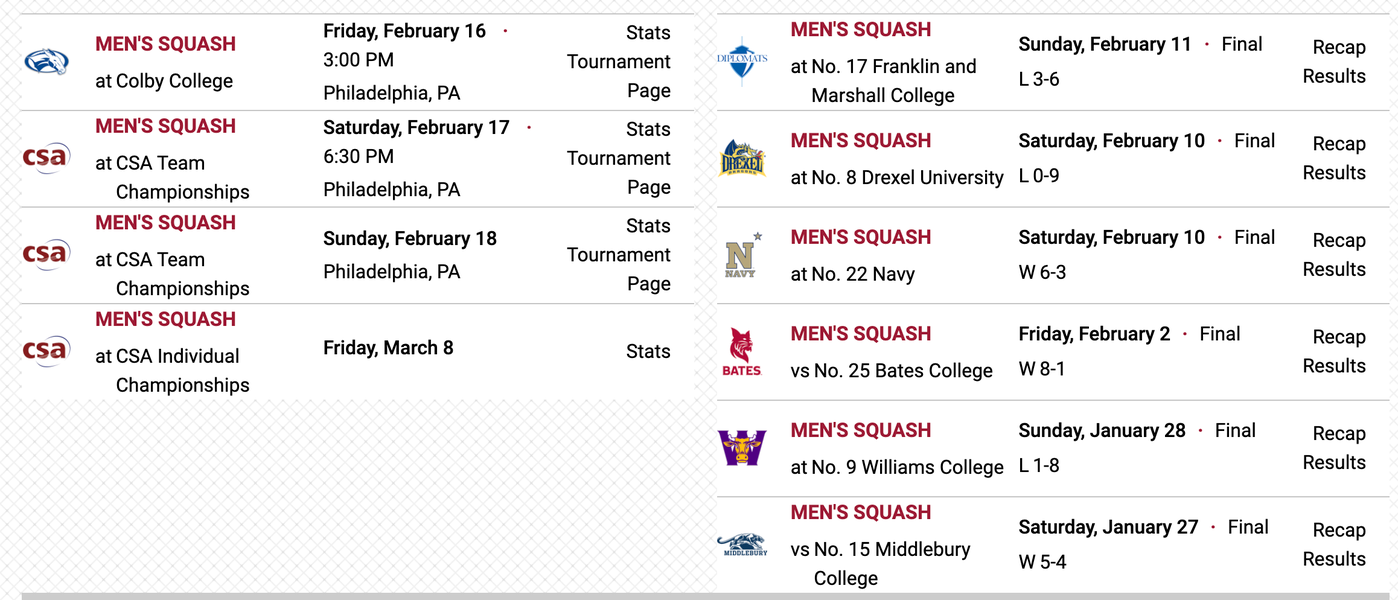 MEN'S SQUASH
at Colby College
Friday, February 16 ·
3:00 PM
Philadelphia, PA
Stats
Tournament
Page
csa
MEN'S SQUASH
at CSA Team
Championships
Saturday, February 17 ·
6:30 PM
Philadelphia, PA
Stats
Tournament
Page
csa
MEN'S SQUASH
at CSA Team
Championships
Sunday, February 18
Philadelphia, PA
Stats
Tournament
Page
csa
MEN'S SQUASH
at CSA Individual
Championships
Friday, March 8
Stats
DIPLOMATS
MEN'S SQUASH
at No. 17 Franklin and
Marshall College
Sunday, February 11 · Final
L 3-6
Recap
Results
DREXEL
MEN'S SQUASH
at No. 8 Drexel University
Saturday, February 10 · Final
L 0-9
Recap
Results
N
NAVY
MEN'S SQUASH
at No. 22 Navy
Saturday, February 10 · Final
W 6-3
Recap
Results
BATES
MEN'S SQUASH
vs No. 25 Bates College
Friday, February 2 · Final
W 8-1
Recap
Results
W
MEN'S SQUASH
at No. 9 Williams College
Sunday, January 28 · Final
L 1-8
Recap
Results
MIDDLEBURY
MEN'S SQUASH
vs No. 15 Middlebury
College
Saturday, January 27 · Final
W 5-4
Recap
Results